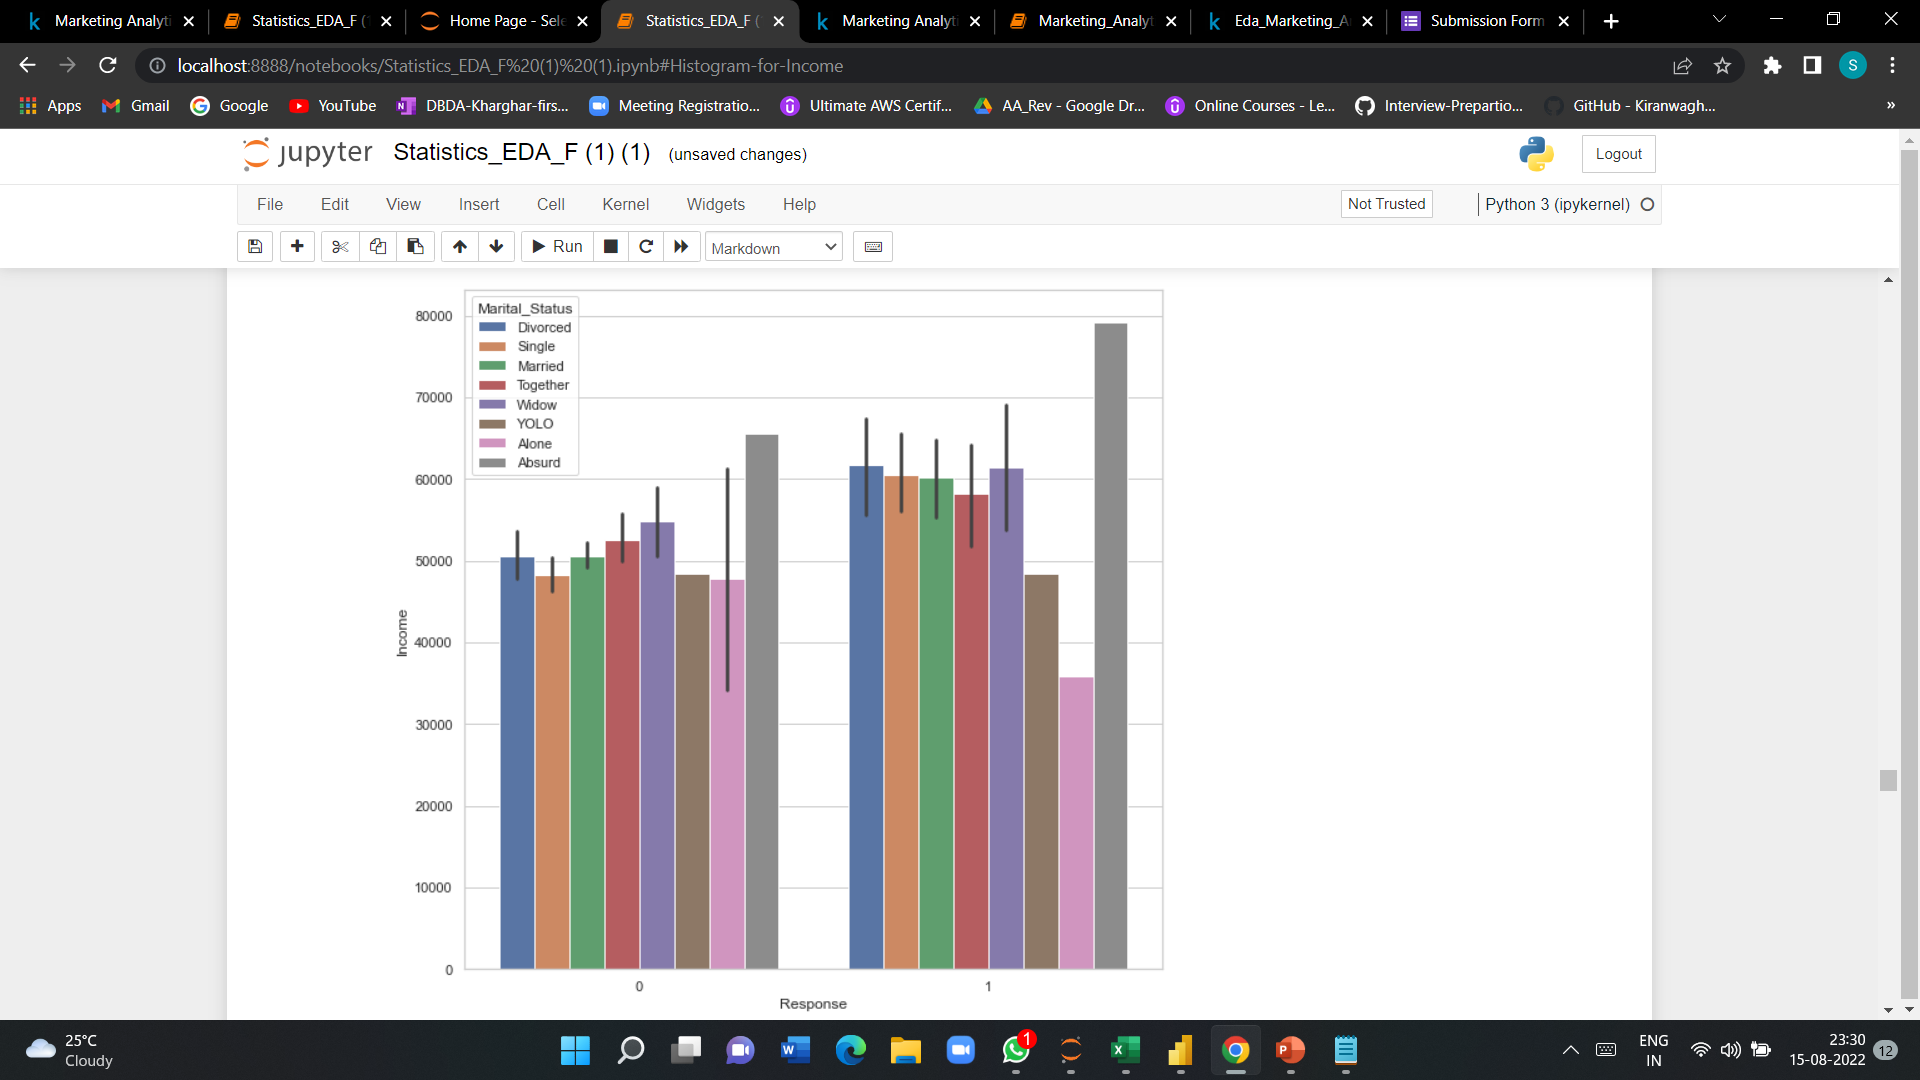 Marketing Analyti
Statistics_EDA_F (
Home Page - Sele
Statistics_EDA_F (
Marketing Analyti
Marketing_Analyt
Eda_Marketing_A
Submission Form
localhost:8888/notebooks/Statistics_EDA_F%20(1)%20(1).ipynb#Histogram-for-Income
S
Apps
Gmail
Google
YouTube
DBDA-Kharghar-firs...
Meeting Registratio...
Ultimate AWS Certif...
AA_Rev - Google Dr...
Online Courses - Le...
Interview-Prepartio...
GitHub - Kiranwagh...
»
jupyter
Statistics_EDA_F (1) (1)
(unsaved changes)
Logout
File
Edit
View
Insert
Cell
Kernel
Widgets
Help
Not Trusted
Python 3 (ipykernel)
Run
Markdown
Marital_Status
Divorced
Single
Married
Together
Widow
YOLO
Alone
Absurd
80000
70000
60000
50000
40000
30000
20000
10000
0
Income
0
1
Response
25°C
Cloudy
1
ENG
IN
23:30
15-08-2022
12